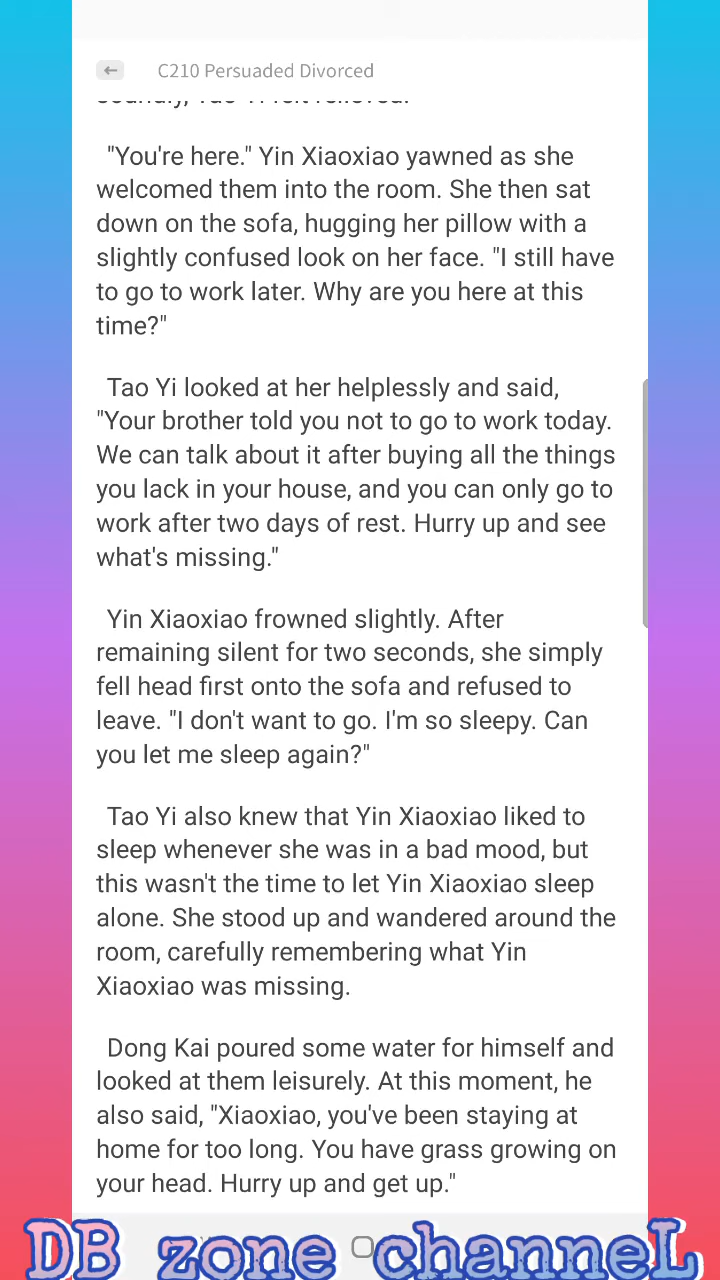 C210 Persuaded Divorced
"You're here." Yin Xiaoxiao yawned as she
welcomed them into the room. She then sat
down on the sofa, hugging her pillow with a
slightly confused look on her face. "I still have
to go to work later. Why are you here at this
time?"
Tao Yi looked at her helplessly and said,
"Your brother told you not to go to work today.
We can talk about it after buying all the things
you lack in your house, and you can only go to
work after two days of rest. Hurry up and see
what's missing."
Yin Xiaoxiao frowned slightly. After
remaining silent for two seconds, she simply
fell head first onto the sofa and refused to
leave. "I don't want to go. I'm so sleepy. Can
you let me sleep again?"
Tao Yi also knew that Yin Xiaoxiao liked to
sleep whenever she was in a bad mood, but
this wasn't the time to let Yin Xiaoxiao sleep
alone. She stood up and wandered around the
room, carefully remembering what Yin
Xiaoxiao was missing.
Dong Kai poured some water for himself and
looked at them leisurely. At this moment, he
also said, "Xiaoxiao, you've been staying at
home for too long. You have grass growing on
your head. Hurry up and get up."
DB zone channeL